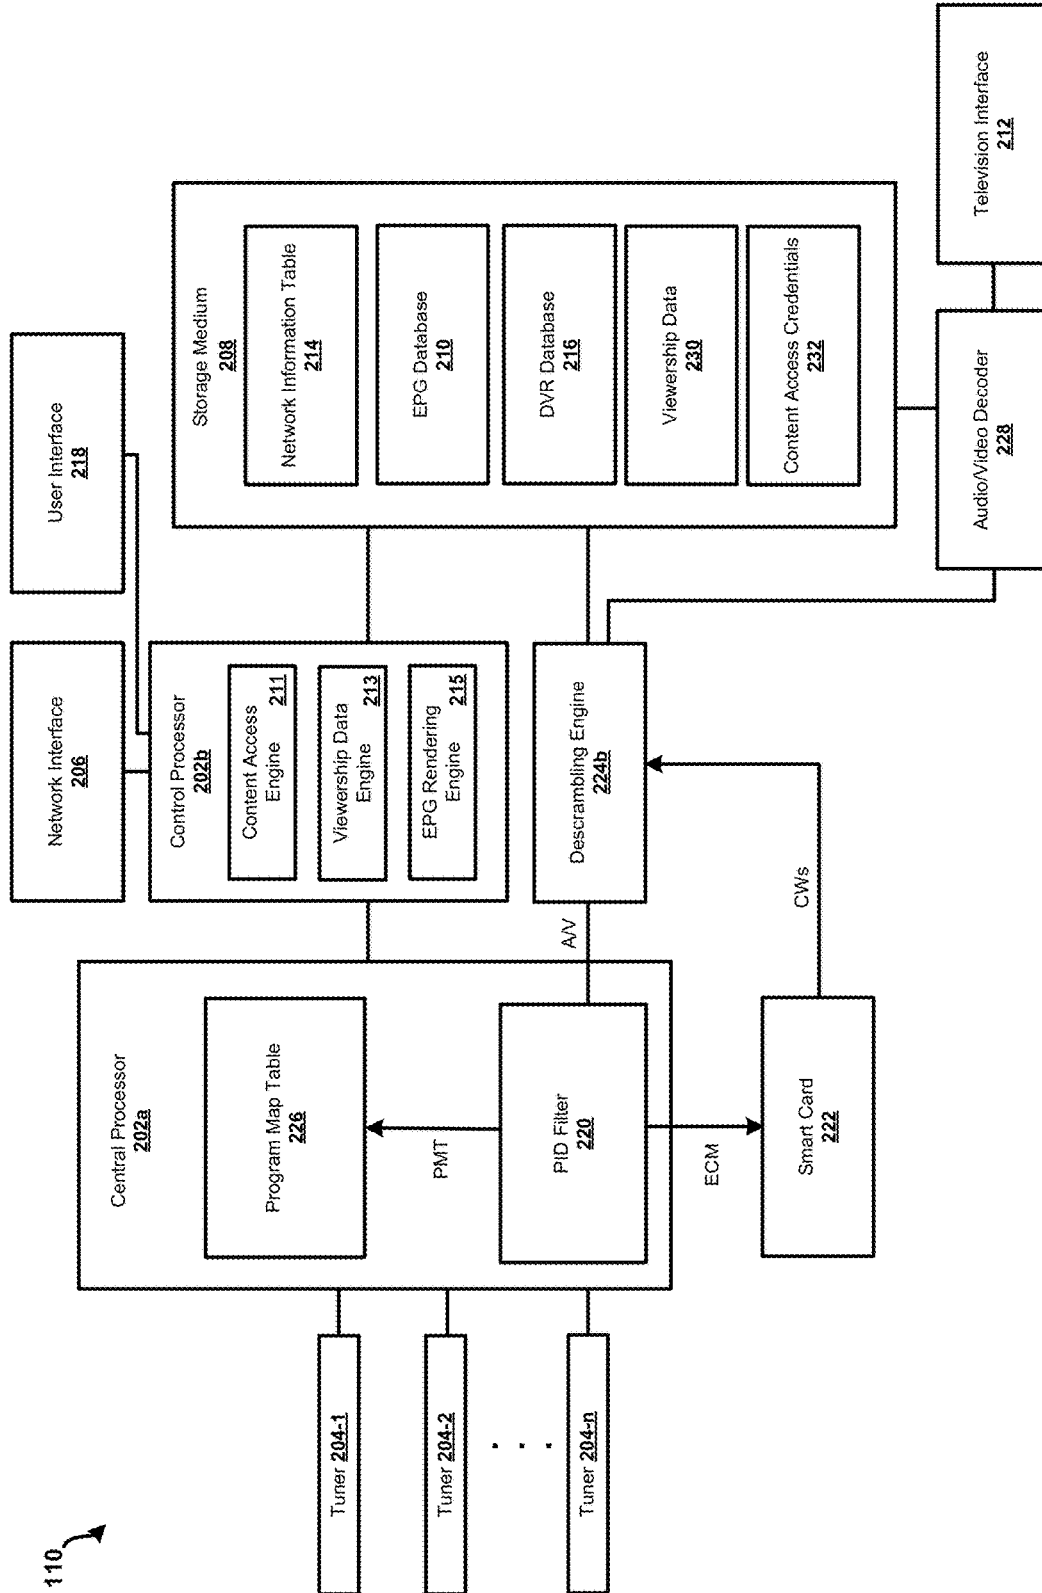 110
Tuner 204-1
Tuner 204-2
. . .
Tuner 204-n
Central Processor
202a
Program Map Table
226
PMT
PID Filter
220
ECM
Smart Card
222
A/V
CWs
Network Interface
206
User Interface
218
Control Processor
202b
Content Access
Engine
211
Viewership Data
Engine
213
EPG Rendering
Engine
215
Descrambling Engine
224b
Storage Medium
208
Network Information Table
214
EPG Database
210
DVR Database
216
Viewership Data
230
Content Access Credentials
232
Audio/Video Decoder
228
Television Interface
212